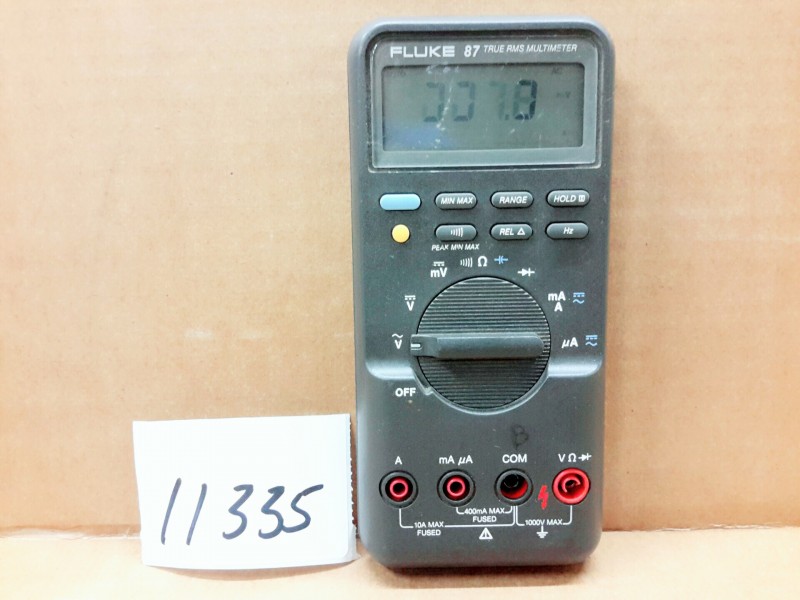 FLUKE 87 TRUE RMS MULTIMETER
AC
MIN MAX RANGE HOLD
REL Δ Hz
PEAK MIN MAX
mV Ω
V mA A
V µA
OFF
B
A mA µA COM V Ω
400mA MAX FUSED
10A MAX FUSED 1000V MAX
11335